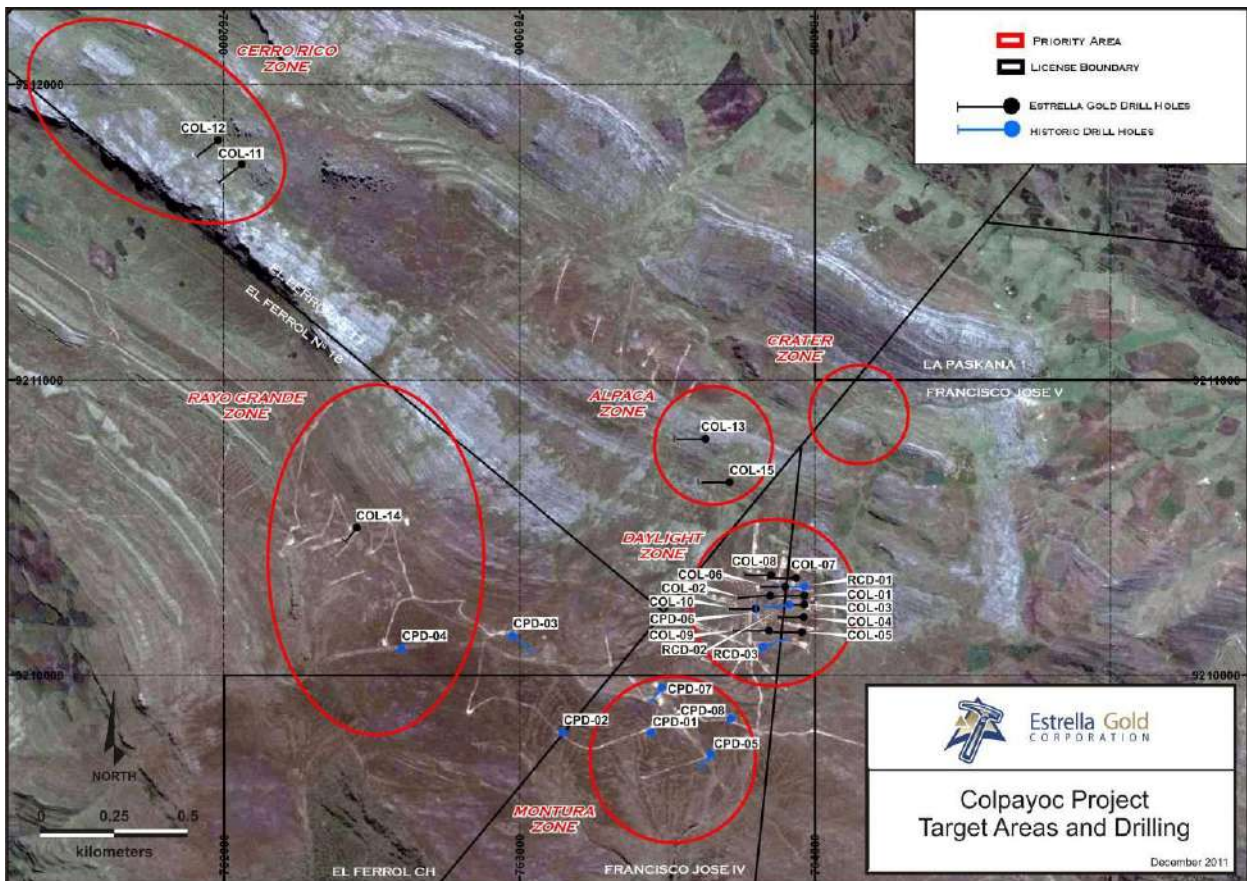 PRIORITY AREA
LICENSE BOUNDARY
ESTRELLA GOLD DRILL HOLES
HISTORIC DRILL HOLES
762000
763000
CERRO RICO
ZONE
9212000
9212000
COL-12
COL-11
EL FERROL Nº 16
CRATER
ZONE
LA PASKANA 1
9211000
9211000
FRANCISCO JOSE V
RAYO GRANDE
ZONE
ALPACA
ZONE
COL-13
COL-15
COL-14
DAYLIGHT
ZONE
COL-08
COL-07
COL-06
RCD-01
COL-02
COL-01
COL-10
COL-03
CPD-06
COL-04
COL-09
COL-05
RCD-02
RCD-03
CPD-04
CPD-03
9210000
9210000
CPD-07
CPD-08
CPD-02
CPD-01
CPD-05
MONTURA
ZONE
NORTH
0
0.25
0.5
kilometers
762000
763000
EL FERROL CH
FRANCISCO JOSE IV
Estrella Gold
CORPORATION
Colpayoc Project
Target Areas and Drilling
December 2011